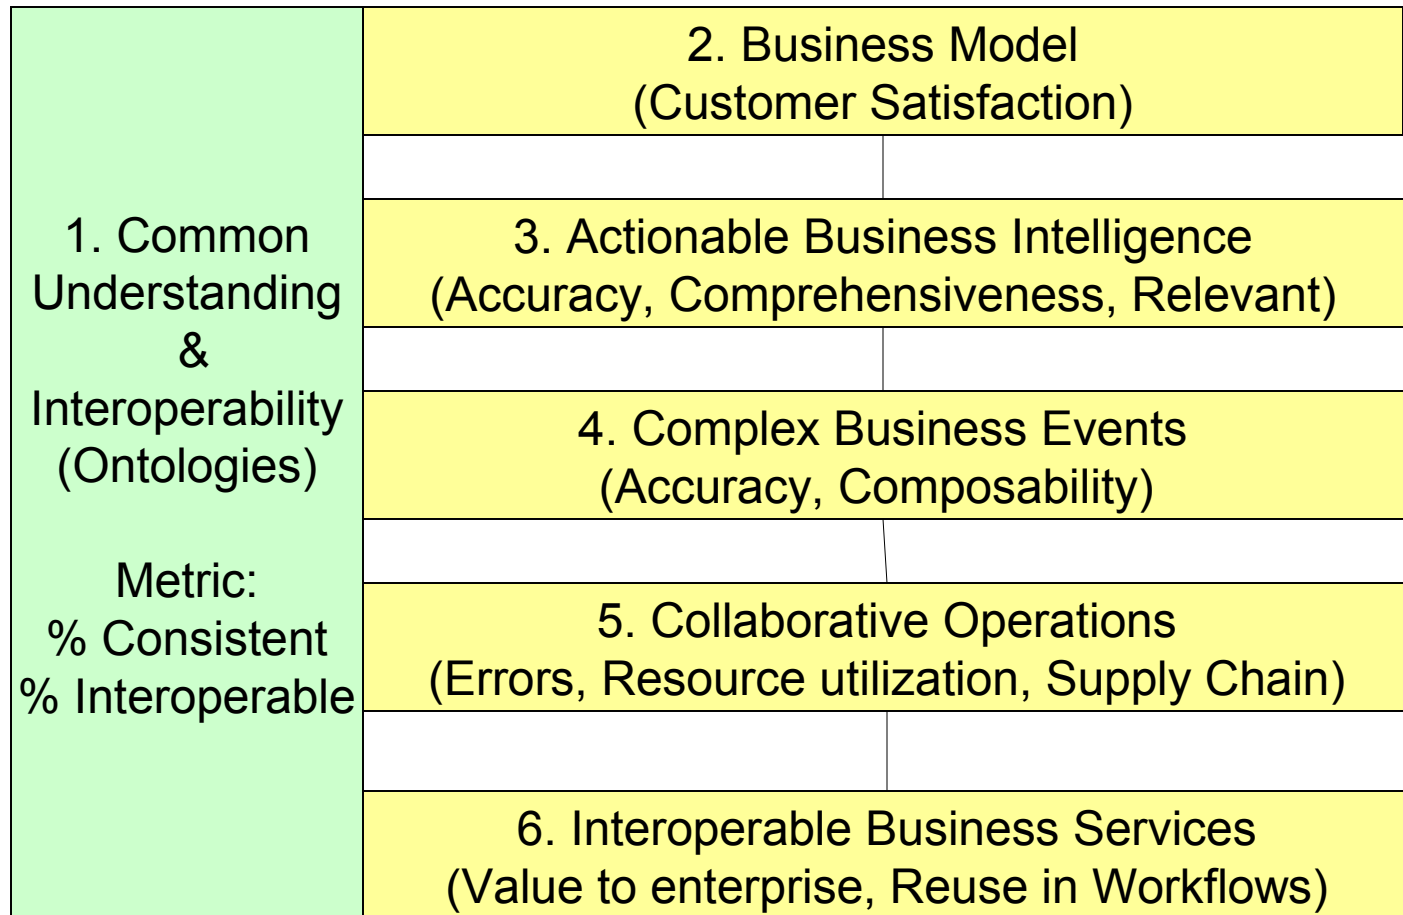 1. Common
Understanding
&
Interoperability
(Ontologies)
Metric:
% Consistent
% Interoperable
2. Business Model
(Customer Satisfaction)
3. Actionable Business Intelligence
(Accuracy, Comprehensiveness, Relevant)
4. Complex Business Events
(Accuracy, Composability)
5. Collaborative Operations
(Errors, Resource utilization, Supply Chain)
6. Interoperable Business Services
(Value to enterprise, Reuse in Workflows)